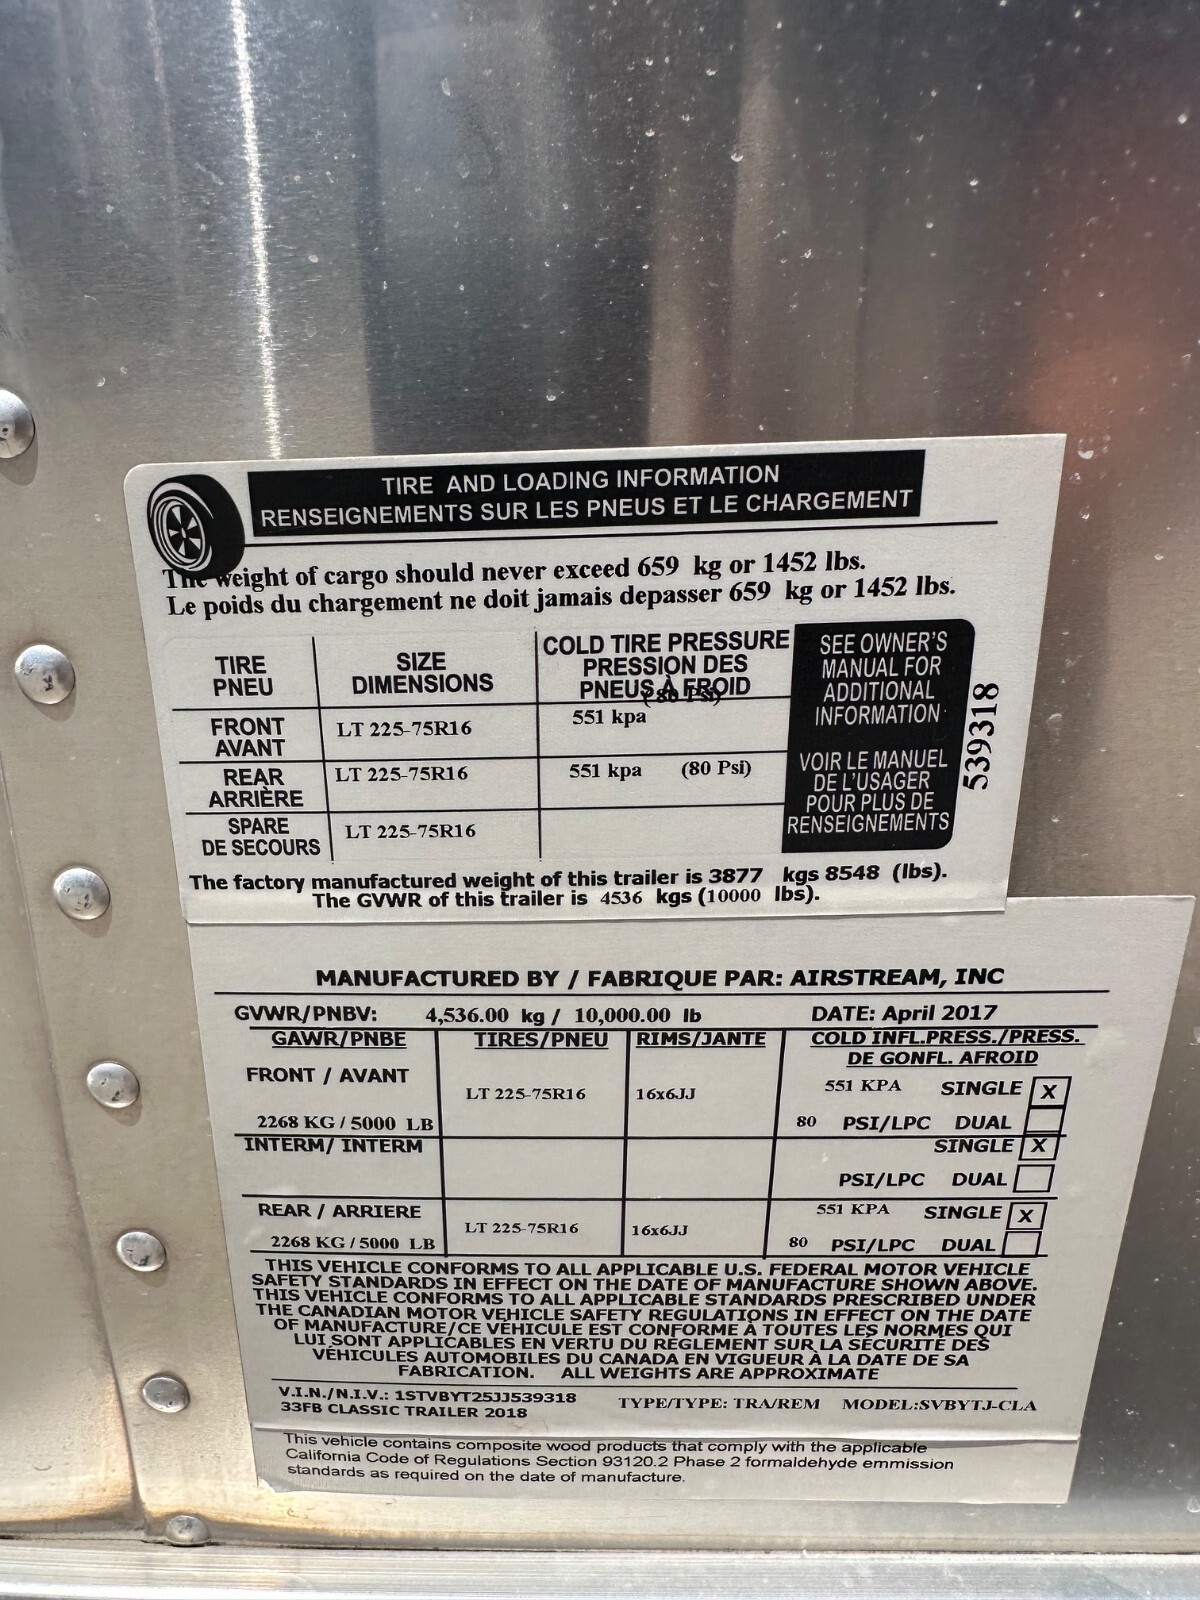 TIRE AND LOADING INFORMATION
RENSEIGNEMENTS SUR LES PNEUS ET LE CHARGEMENT
The weight of cargo should never exceed 659 kg or 1452 lbs.
Le poids du chargement ne doit jamais depasser 659 kg or 1452 lbs.
TIRE PNEU
SIZE DIMENSIONS
COLD TIRE PRESSURE
PRESSION DES
PNEUS À FROID
(80 Psi)
FRONT AVANT
LT 225-75R16
551 kpa
REAR ARRIÈRE
LT 225-75R16
551 kpa (80 Psi)
SPARE DE SECOURS
LT 225-75R16
SEE OWNER'S
MANUAL FOR
ADDITIONAL
INFORMATION
VOIR LE MANUEL
DE L'USAGER
POUR PLUS DE
RENSEIGNEMENTS
539318
The factory manufactured weight of this trailer is 3877 kgs 8548 (lbs).
The GVWR of this trailer is 4536 kgs (10000 lbs).
MANUFACTURED BY / FABRIQUE PAR: AIRSTREAM, INC
GVWR/PNBV: 4,536.00 kg / 10,000.00 lb DATE: April 2017
GAWR/PNBE TIRES/PNEU RIMS/JANTE COLD INFL.PRESS./PRESS.
DE GONFL. AFROID
FRONT / AVANT
LT 225-75R16 16x6JJ 551 KPA SINGLE X
2268 KG / 5000 LB 80 PSI/LPC DUAL
INTERM/ INTERM SINGLE X
PSI/LPC DUAL
REAR / ARRIERE
LT 225-75R16 16x6JJ 551 KPA SINGLE X
2268 KG / 5000 LB 80 PSI/LPC DUAL
THIS VEHICLE CONFORMS TO ALL APPLICABLE U.S. FEDERAL MOTOR VEHICLE
SAFETY STANDARDS IN EFFECT ON THE DATE OF MANUFACTURE SHOWN ABOVE.
THIS VEHICLE CONFORMS TO ALL APPLICABLE STANDARDS PRESCRIBED UNDER
THE CANADIAN MOTOR VEHICLE SAFETY REGULATIONS IN EFFECT ON THE DATE
OF MANUFACTURE/CE VÉHICULE EST CONFORME À TOUTES LES NORMES QUI
LUI SONT APPLICABLES EN VERTU DU RÈGLEMENT SUR LA SÉCURITÉ DES
VÉHICULES AUTOMOBILES DU CANADA EN VIGUEUR À LA DATE DE SA
FABRICATION. ALL WEIGHTS ARE APPROXIMATE
V.I.N./N.I.V.: 1STVBYT25JJ539318
33FB CLASSIC TRAILER 2018 TYPE/TYPE: TRA/REM MODEL:SVBYTJ-CLA
This vehicle contains composite wood products that comply with the applicable
California Code of Regulations Section 93120.2 Phase 2 formaldehyde emmission
standards as required on the date of manufacture.